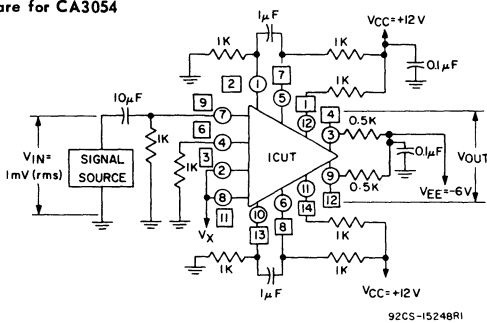 are for CA3054
1μF
VCC=+12V
1K
1K
0.1μF
2
1
7
5
1K
10μF
9
7
1
12
4
3
0.5K
6
4
VIN=
1mV (rms)
SIGNAL
SOURCE
1K
3
2
ICUT
0.1μF
VOUT
1K
8
11
9
12
0.5K
VEE=-6V
11
10
6
14
VX
13
8
1K
1K
1K
1μF
VCC=+12V
92CS-15248R1